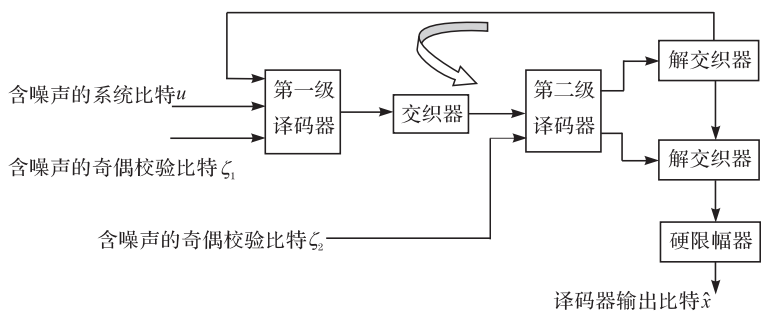 含噪声的系统比特u
含噪声的奇偶校验比特ζ₁
第一级
译码器
交织器
含噪声的奇偶校验比特ζ₂
第二级
译码器
解交织器
解交织器
硬限幅器
译码器输出比特x̂